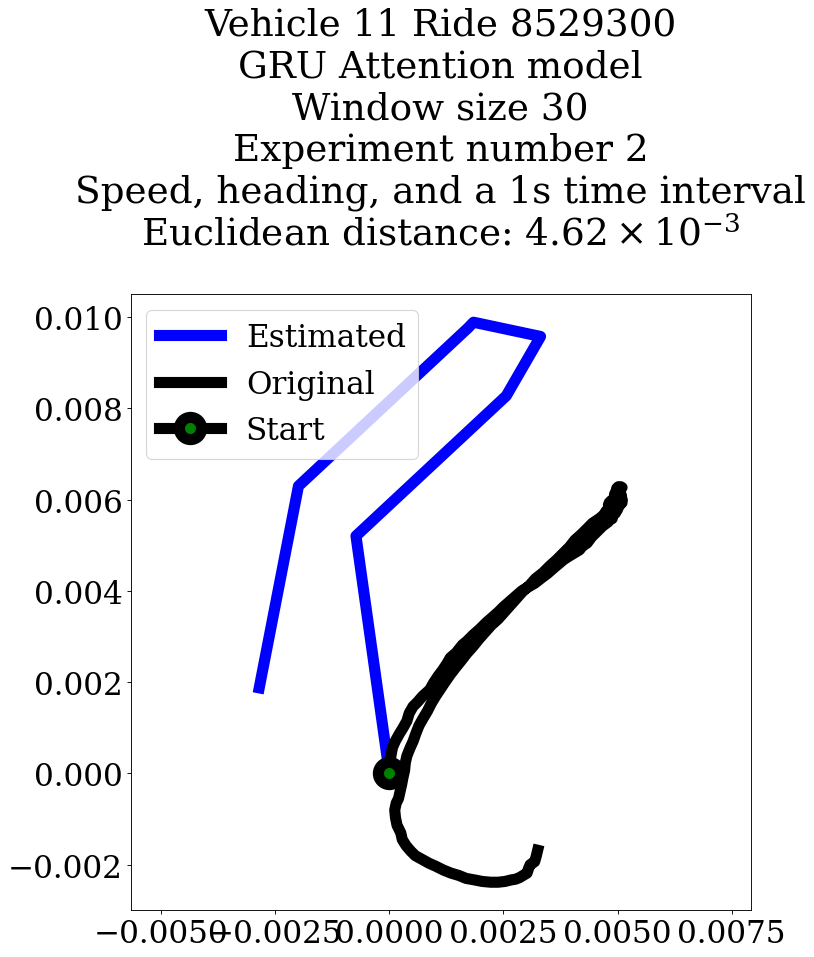 Vehicle 11 Ride 8529300
GRU Attention model
Window size 30
Experiment number 2
Speed, heading, and a 1s time interval
Euclidean distance: 4.62 × 10⁻³
Estimated
Original
Start
0.010
0.008
0.006
0.004
0.002
0.000
−0.002
−0.0050
−0.0025
0.0000
0.0025
0.0050
0.0075